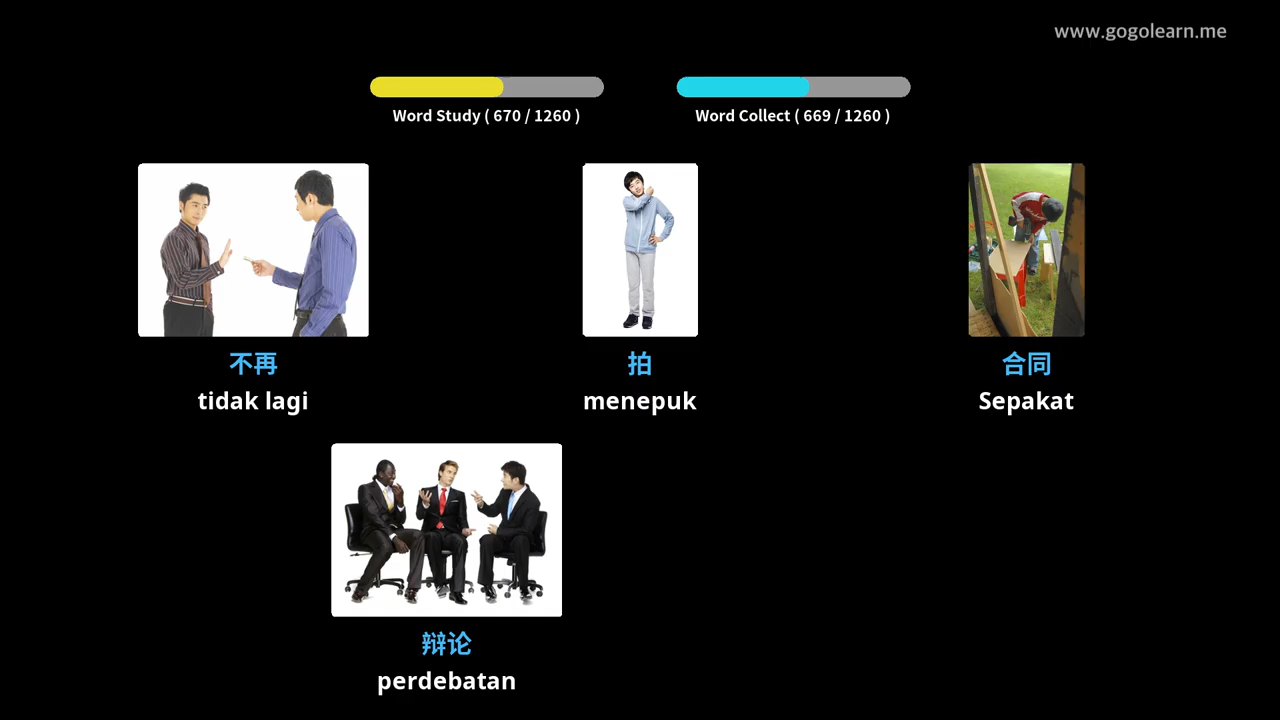 www.gogolearn.me
Word Study ( 670 / 1260 )
Word Collect ( 669 / 1260 )
不再
tidak lagi
拍
menepuk
合同
Sepakat
辩论
perdebatan